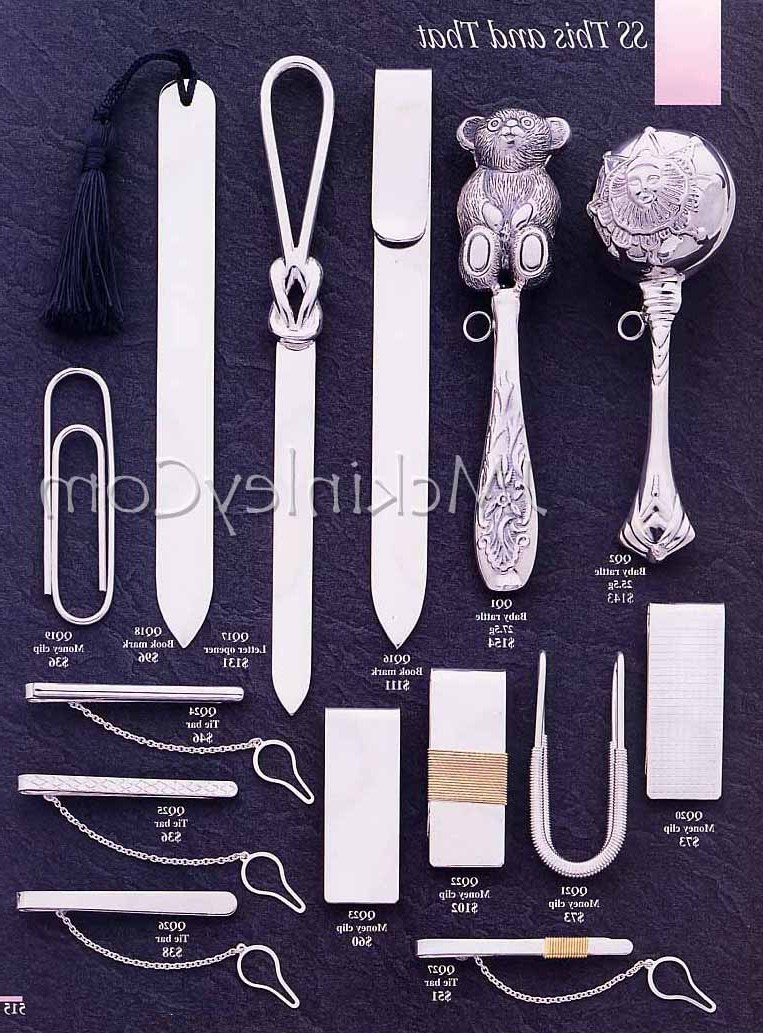 SS This and That
JMckinleyCom
QQ2
Baby rattle
25.5g
$143
QQ1
Baby rattle
27.5g
$154
QQ16
Book mark
$111
QQ17
Letter opener
$131
QQ18
Book mark
$96
QQ19
Money clip
$36
QQ20
Money clip
$73
QQ21
Money clip
$73
QQ22
Money clip
$102
QQ23
Money clip
$60
QQ24
Tie bar
$46
QQ25
Tie bar
$36
QQ26
Tie bar
$38
QQ27
Tie bar
$51
515